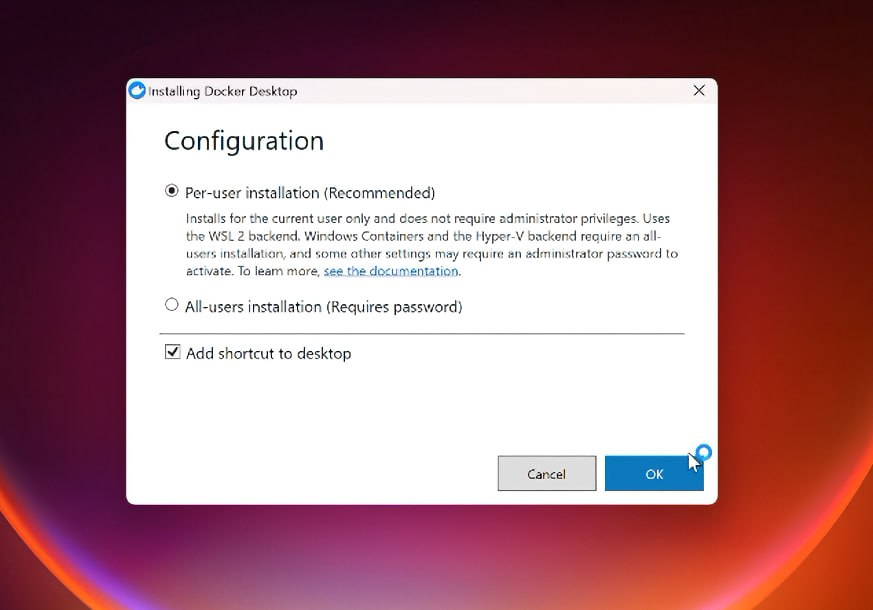 Installing Docker Desktop
Configuration
Per-user installation (Recommended)
Installs for the current user only and does not require administrator privileges. Uses
the WSL 2 backend. Windows Containers and the Hyper-V backend require an all-
users installation, and some other settings may require an administrator password to
activate. To learn more, see the documentation.
All-users installation (Requires password)
Add shortcut to desktop
Cancel
OK